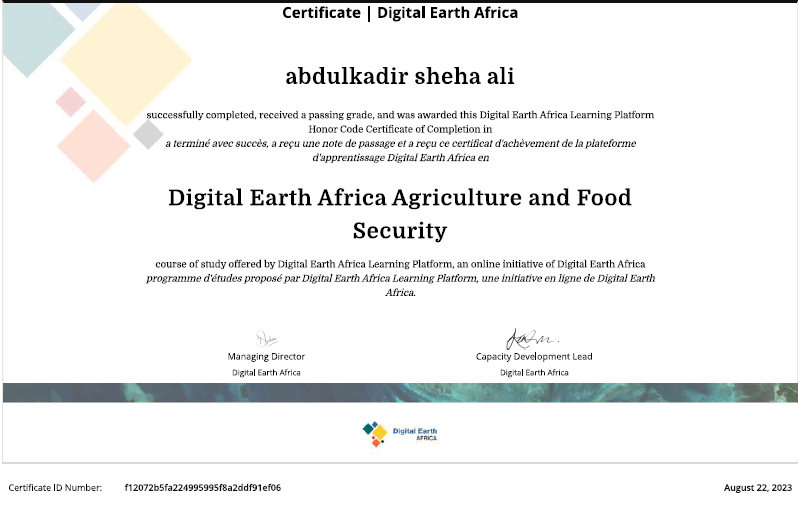 Certificate | Digital Earth Africa
abdulkadir sheha ali
successfully completed, received a passing grade, and was awarded this Digital Earth Africa Learning Platform
Honor Code Certificate of Completion in
a terminé avec succès, a reçu une note de passage et a reçu ce certificat d'achèvement de la plateforme
d'apprentissage Digital Earth Africa en
Digital Earth Africa Agriculture and Food
Security
course of study offered by Digital Earth Africa Learning Platform, an online initiative of Digital Earth Africa
programme d'études proposé par Digital Earth Africa Learning Platform, une initiative en ligne de Digital Earth
Africa.
Managing Director
Digital Earth Africa
Capacity Development Lead
Digital Earth Africa
Digital Earth
AFRICA
Certificate ID Number: f12072b5fa224995995f8a2ddf91ef06
August 22, 2023